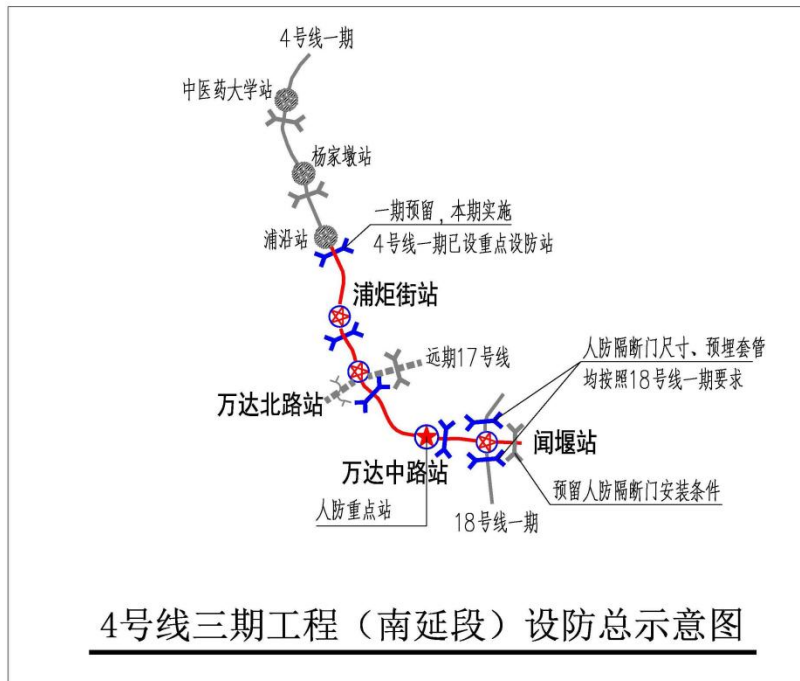 4号线一期
中医药大学站
杨家墩站
一期预留，本期实施
浦沿站
4号线一期已设重点设防站
浦炬街站
远期17号线
人防隔断门尺寸、预埋套管
均按照18号线一期要求
万达北路站
闻堰站
万达中路站
预留人防隔断门安装条件
人防重点站
18号线一期
4号线三期工程（南延段）设防总示意图